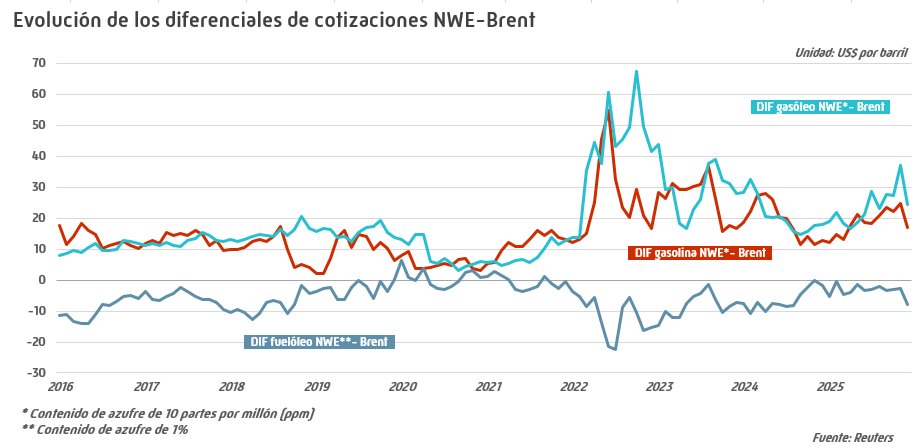 Evolución de los diferenciales de cotizaciones NWE-Brent
Unidad: US$ por barril
70
60
50
40
30
20
10
0
-10
-20
-30
DIF gasóleo NWE*- Brent
DIF gasolina NWE*- Brent
DIF fuelóleo NWE**- Brent
2016 2017 2018 2019 2020 2021 2022 2023 2024 2025
* Contenido de azufre de 10 partes por millón (ppm)
** Contenido de azufre de 1%
Fuente: Reuters